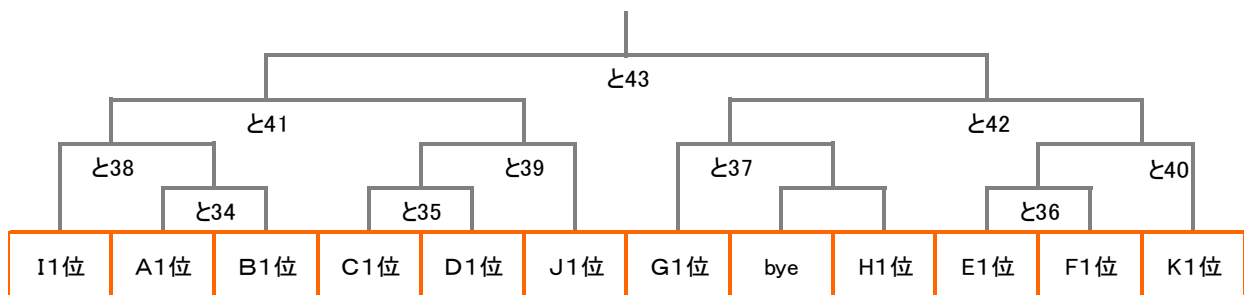 と43
と41 と42
と38 と39 と37 と40
と34 と35 と36
I1位 A1位 B1位 C1位 D1位 J1位 G1位 bye H1位 E1位 F1位 K1位